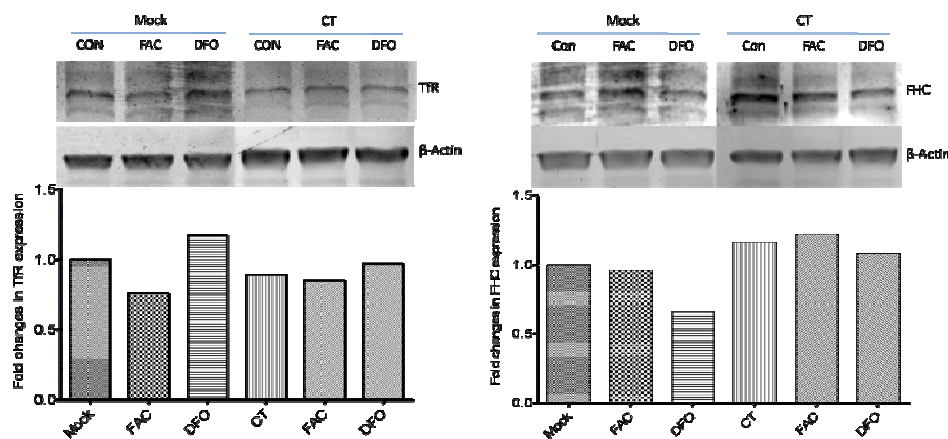 Mock CT
CON FAC DFO CON FAC DFO
TfR
β-Actin
1.5
1.0
0.5
0.0
Fold changes in TfR expression
Mock FAC DFO CT FAC DFO
Mock CT
Con FAC DFO Con FAC DFO
FHC
β-Actin
1.5
1.0
0.5
0.0
Fold changes in FHC expression
Mock FAC DFO CT FAC DFO